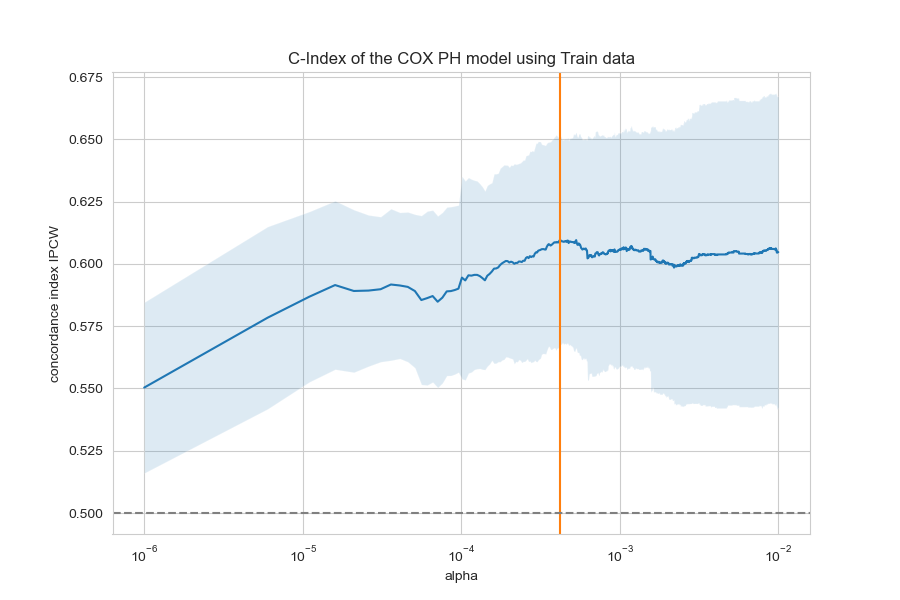 C-Index of the COX PH model using Train data
concordance index IPCW
0.675
0.650
0.625
0.600
0.575
0.550
0.525
0.500
10⁻⁶ 10⁻⁵ 10⁻⁴ 10⁻³ 10⁻²
alpha